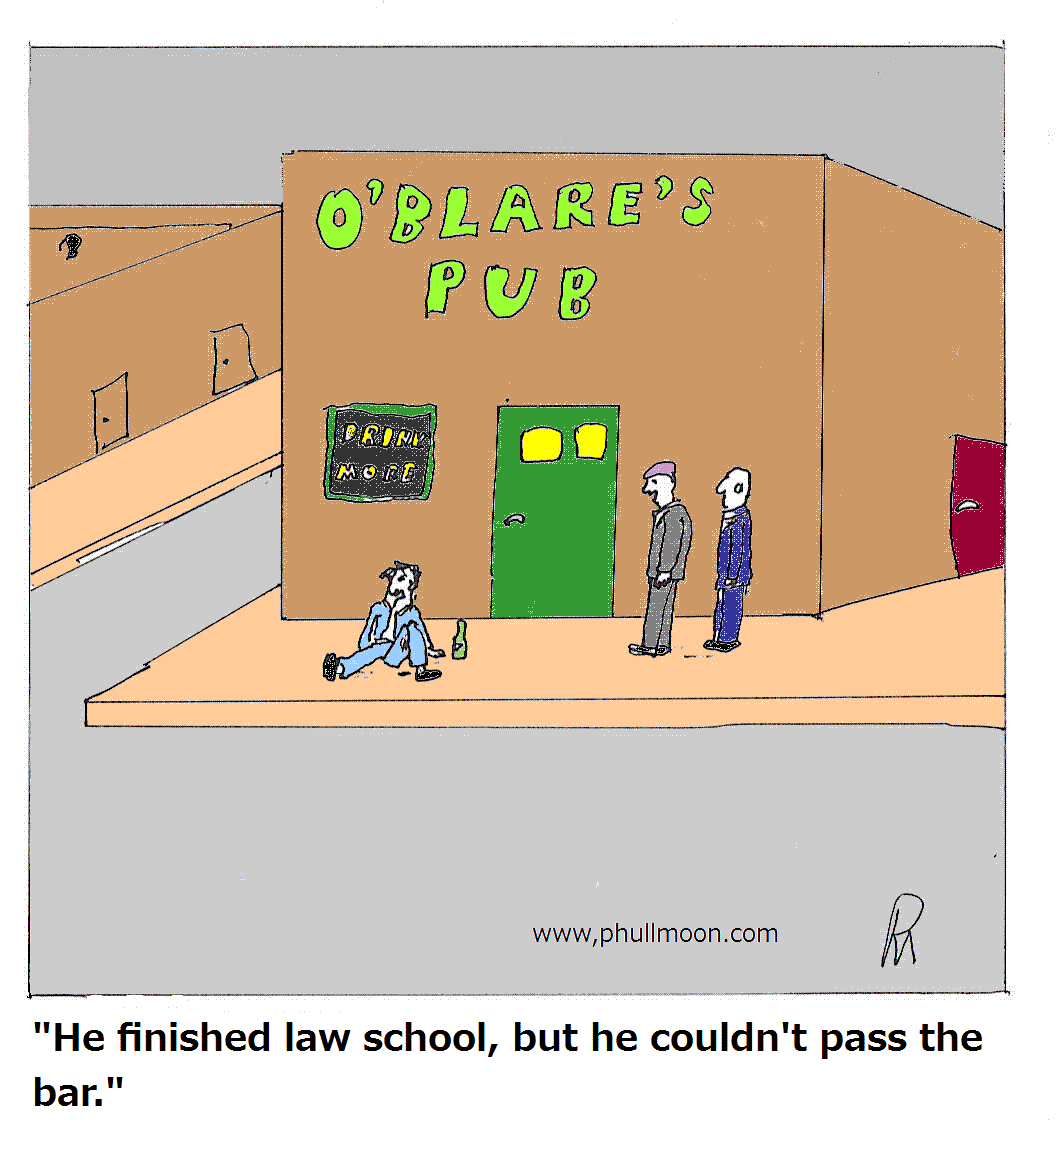 O'BLARE'S
PUB
DRINK
MORE
www,phullmoon.com
"He finished law school, but he couldn't pass the
bar."